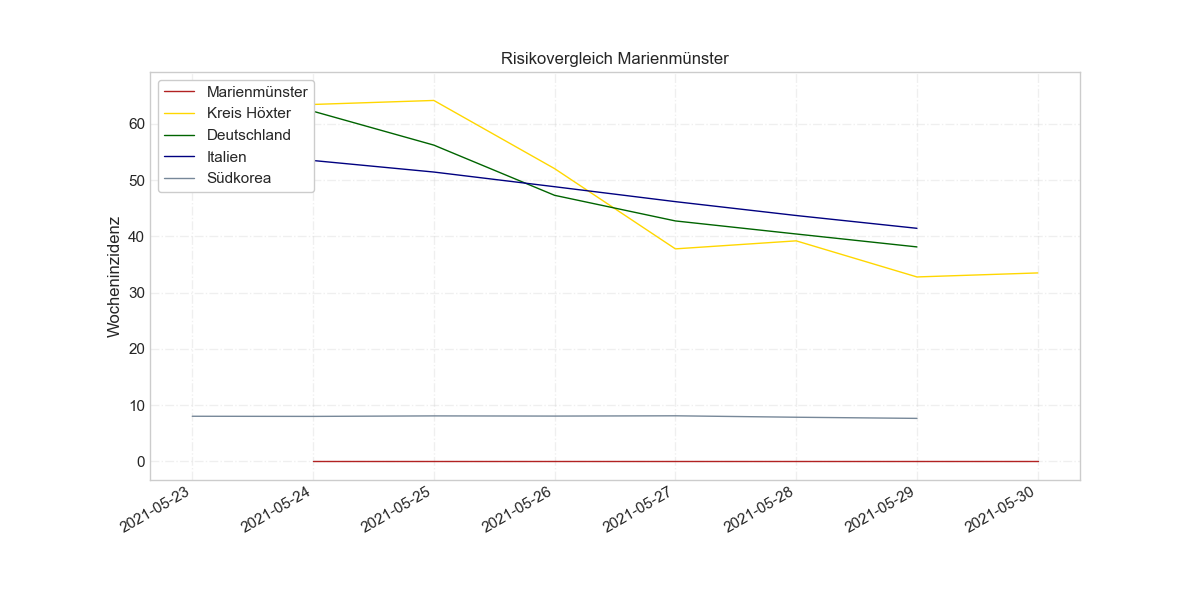 Risikovergleich Marienmünster
Marienmünster
Kreis Höxter
Deutschland
Italien
Südkorea
Wocheninzidenz
60
50
40
30
20
10
0
2021-05-23
2021-05-24
2021-05-25
2021-05-26
2021-05-27
2021-05-28
2021-05-29
2021-05-30